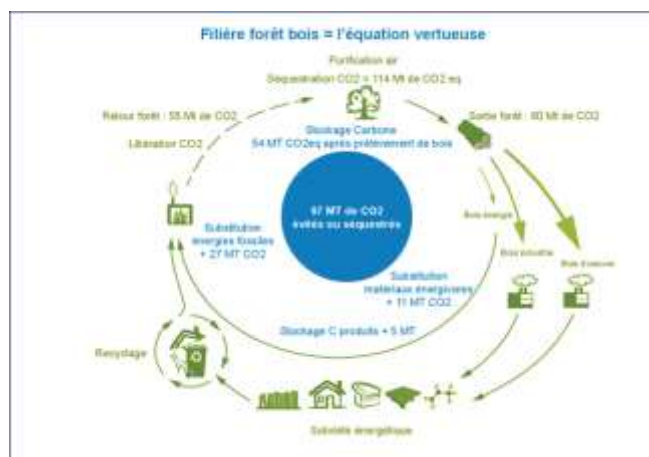 Filière forêt bois = l'équation vertueuse
Purification air
Séquestration CO2 = 114 Mt de CO2 eq
Retour forêt : 55 Mt de CO2
Sortie forêt : 60 Mt de CO2
Libération CO2
Stockage Carbone
54 MT CO2eq après prélèvement de bois
97 MT de CO2
évités ou séquestrés
Bois énergie
Substitution
énergies fossiles
+ 27 MT CO2
Bois industrie
Bois d'oeuvre
Substitution
matériaux énergivores
+ 11 MT CO2
Stockage C produits + 5 MT
Recyclage
Sobriété énergétique